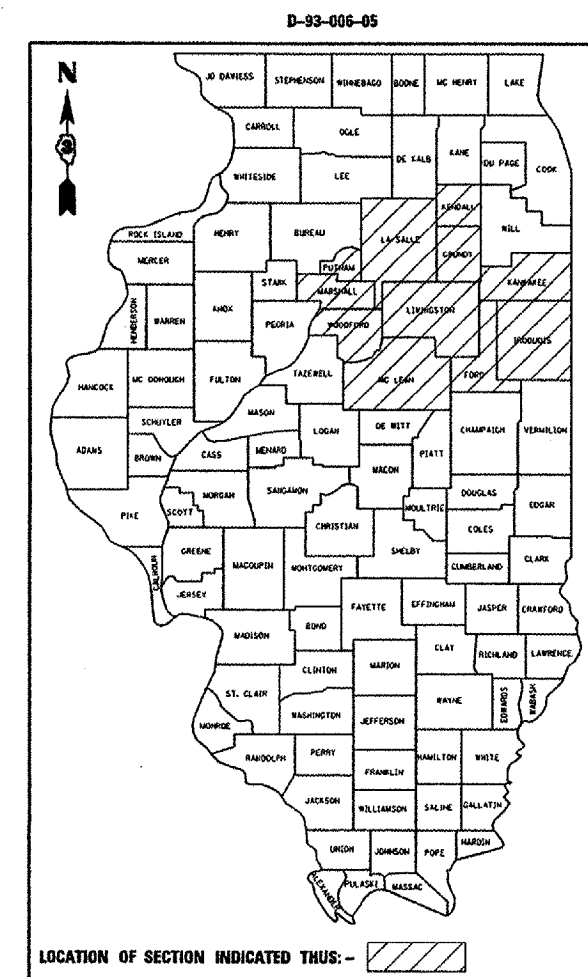 D-93-006-05
N
3
JO DAVIESS STEPHENSON WINNEBAGO BOONE MC HENRY LAKE
CARROLL OGLE DE KALB KANE DU PAGE COOK
WHITESIDE LEE
KENDALL
ROCK ISLAND HENRY BUREAU LA SALLE GRUNDY WILL
MERCER PUTNAM
STARK MARSHALL KANKAKEE
HENDERSON WARREN KNOX PEORIA WOODFORD LIVINGSTON IROQUOIS
HANCOCK MC DONOUGH FULTON TAZEWELL MC LEAN FORD
MASON
SCHUYLER LOGAN DE WITT CHAMPAIGN VERMILION
ADAMS BROWN CASS MENARD MACON PIATT
MORGAN SANGAMON DOUGLAS
PIKE SCOTT CHRISTIAN MOULTRIE COLES EDGAR
GREENE MACOUPIN MONTGOMERY SHELBY CUMBERLAND CLARK
CALHOUN JERSEY
FAYETTE EFFINGHAM JASPER CRAWFORD
MADISON BOND
CLAY RICHLAND LAWRENCE
CLINTON MARION
ST. CLAIR WAYNE EDWARDS WABASH
WASHINGTON JEFFERSON
MONROE
RANDOLPH PERRY HAMILTON WHITE
FRANKLIN
JACKSON WILLIAMSON SALINE GALLATIN
UNION JOHNSON POPE HARDIN
ALEXANDER PULASKI MASSAC
LOCATION OF SECTION INDICATED THUS: -